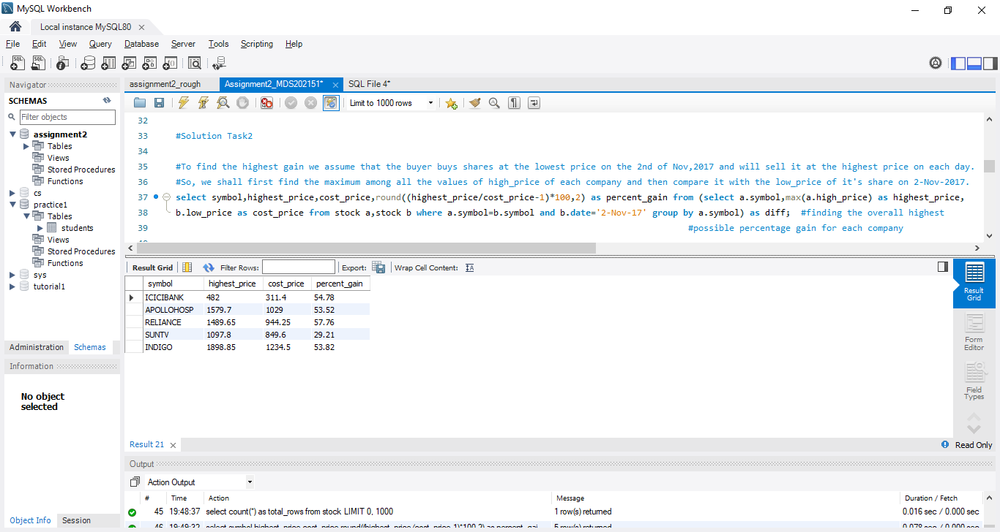 MySQL Workbench
Local instance MySQL80
File Edit View Query Database Server Tools Scripting Help
Navigator
SCHEMAS
Filter objects
assignment2
Tables
Views
Stored Procedures
Functions
cs
practice1
Tables
students
Views
Stored Procedures
Functions
sys
tutorial1
Administration Schemas
Information
No object
selected
Object Info Session
assignment2_rough Assignment2_MDS202151* SQL File 4*
Limit to 1000 rows
32
33 #Solution Task2
34
35 #To find the highest gain we assume that the buyer buys shares at the lowest price on the 2nd of Nov,2017 and will sell it at the highest price on each day.
36 #So, we shall first find the maximum among all the values of high_price of each company and then compare it with the low_price of it's share on 2-Nov-2017.
37 select symbol,highest_price,cost_price,round((highest_price/cost_price-1)*100,2) as percent_gain from (select a.symbol,max(a.high_price) as highest_price,
38 b.low_price as cost_price from stock a,stock b where a.symbol=b.symbol and b.date='2-Nov-17' group by a.symbol) as diff; #finding the overall highest
39 #possible percentage gain for each company
Result Grid Filter Rows: Export: Wrap Cell Content:
symbol highest_price cost_price percent_gain
ICICIBANK 482 311.4 54.78
APOLLOHOSP 1579.7 1029 53.52
RELIANCE 1489.65 944.25 57.76
SUNTV 1097.8 849.6 29.21
INDIGO 1898.85 1234.5 53.82
Result
Grid
Form
Editor
Field
Types
Result 21
Read Only
Output
Action Output
# Time Action Message Duration / Fetch
45 19:48:37 select count(*) as total_rows from stock LIMIT 0, 1000 1 row(s) returned 0.016 sec / 0.000 sec
46 19:49:32 select symbol,highest_price,cost_price,round((highest_price/cost_price-1)*100,2) as percent_gai... 5 row(s) returned 0.078 sec / 0.000 sec